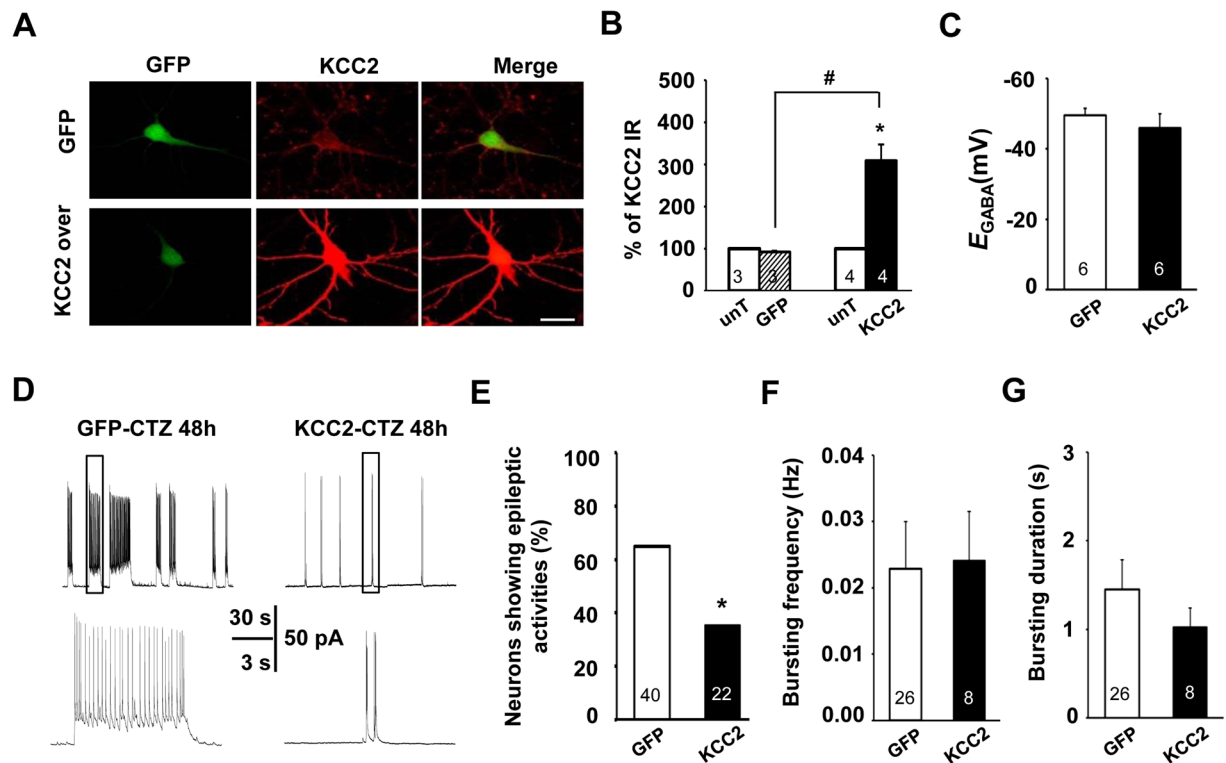 A
GFP
KCC2
Merge
GFP
KCC2 over
B
% of KCC2 IR
500
400
300
200
100
0
#
*
3
3
4
4
unT
GFP
unT
KCC2
C
EGABA(mV)
-60
-40
-20
0
6
6
GFP
KCC2
D
GFP-CTZ 48h
KCC2-CTZ 48h
30 s
50 pA
3 s
E
Neurons showing epileptic
activities (%)
100
80
60
40
20
0
*
40
22
GFP
KCC2
F
Bursting frequency (Hz)
0.04
0.03
0.02
0.01
0.00
26
8
GFP
KCC2
G
Bursting duration (s)
3
2
1
0
26
8
GFP
KCC2